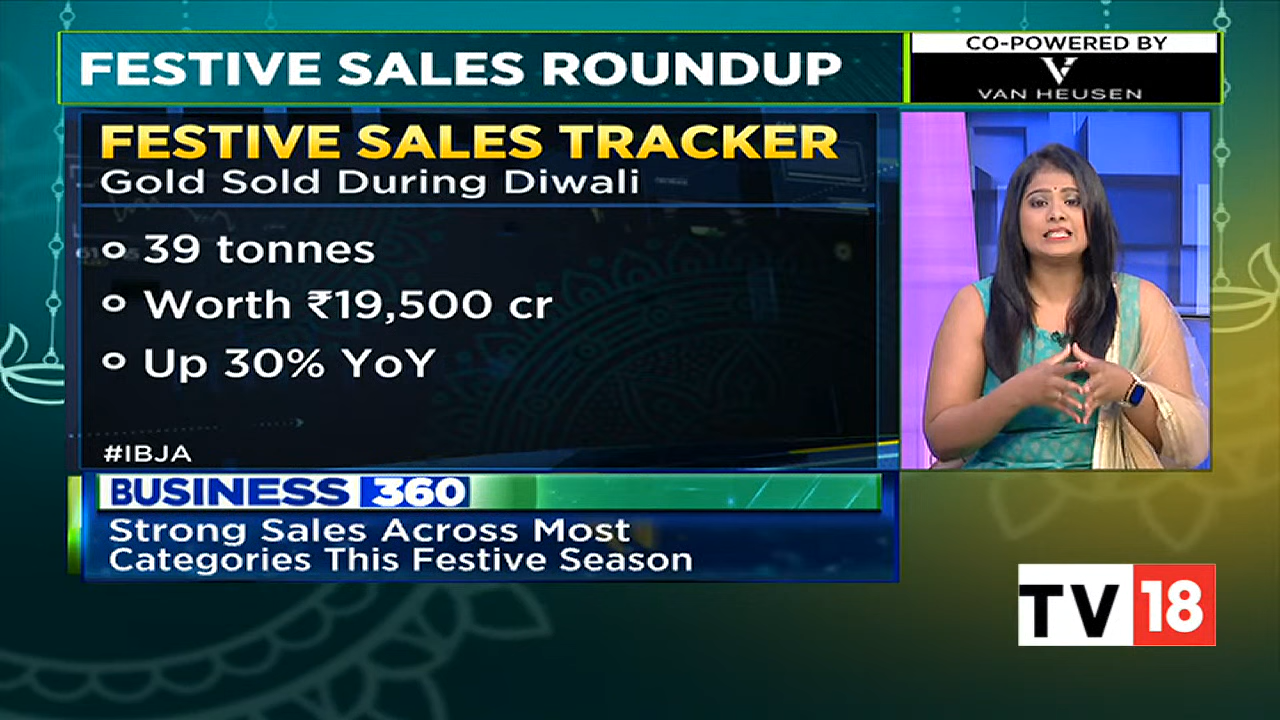 FESTIVE SALES ROUNDUP
CO-POWERED BY
VAN HEUSEN
FESTIVE SALES TRACKER
Gold Sold During Diwali
39 tonnes
Worth ₹19,500 cr
Up 30% YoY
#IBJA
BUSINESS 360
Strong Sales Across Most
Categories This Festive Season
TV18